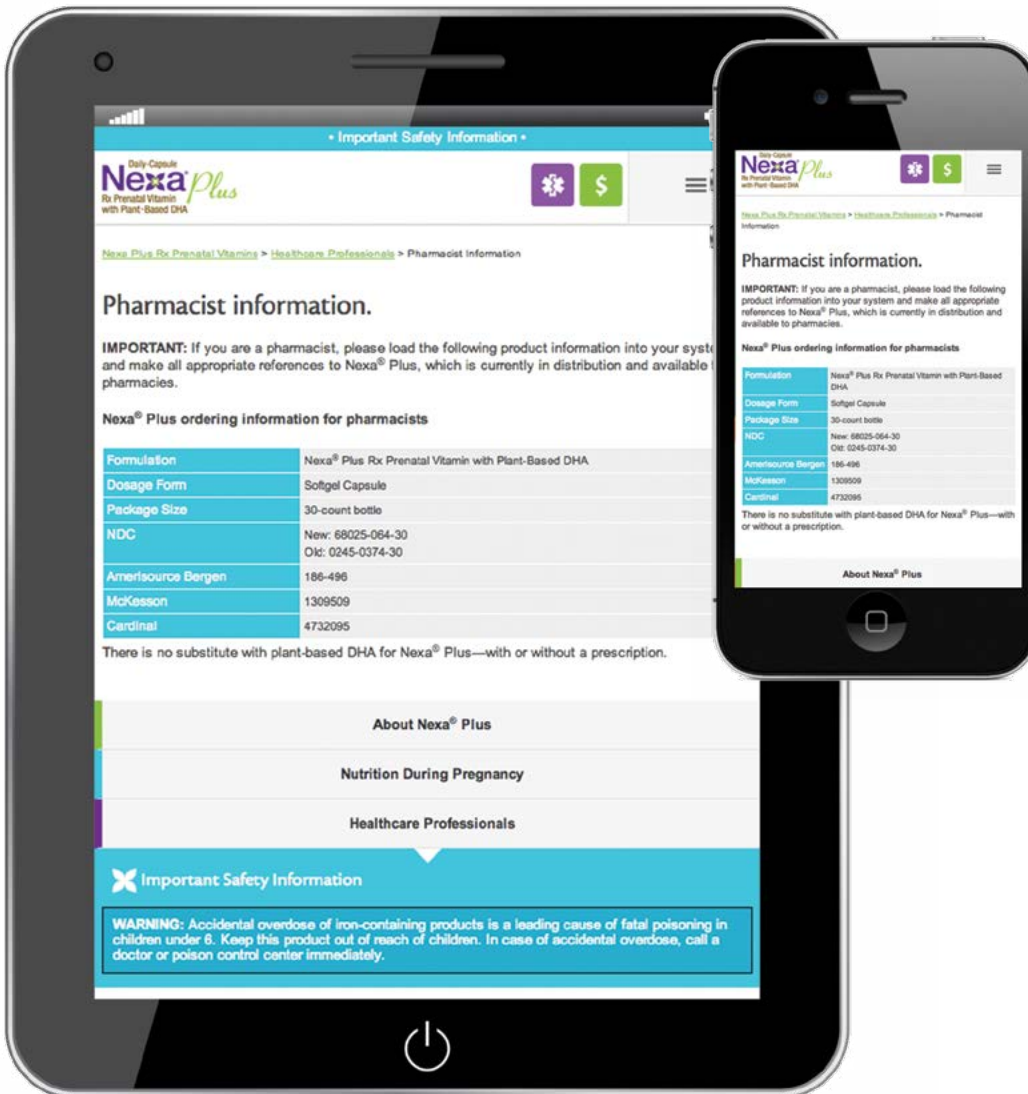 • Important Safety Information •
Daily-Capsule
Nexa Plus
Rx Prenatal Vitamin
with Plant-Based DHA
$
Nexa Plus Rx Prenatal Vitamins > Healthcare Professionals > Pharmacist Information
Pharmacist information.
IMPORTANT: If you are a pharmacist, please load the following product information into your syste
and make all appropriate references to Nexa® Plus, which is currently in distribution and available
pharmacies.
Nexa® Plus ordering information for pharmacists
Formulation Nexa® Plus Rx Prenatal Vitamin with Plant-Based DHA
Dosage Form Softgel Capsule
Package Size 30-count bottle
NDC New: 68025-064-30
Old: 0245-0374-30
Amerisource Bergen 186-496
McKesson 1309509
Cardinal 4732095
There is no substitute with plant-based DHA for Nexa® Plus—with or without a prescription.
About Nexa® Plus
Nutrition During Pregnancy
Healthcare Professionals
Important Safety Information
WARNING: Accidental overdose of iron-containing products is a leading cause of fatal poisoning in
children under 6. Keep this product out of reach of children. In case of accidental overdose, call a
doctor or poison control center immediately.
Daily-Capsule
Nexa Plus
Rx Prenatal Vitamin
with Plant-Based DHA
$
Nexa Plus Rx Prenatal Vitamins > Healthcare Professionals > Pharmacist
Information
Pharmacist information.
IMPORTANT: If you are a pharmacist, please load the following
product information into your system and make all appropriate
references to Nexa® Plus, which is currently in distribution and
available to pharmacies.
Nexa® Plus ordering information for pharmacists
Formulation Nexa® Plus Rx Prenatal Vitamin with Plant-Based
DHA
Dosage Form Softgel Capsule
Package Size 30-count bottle
NDC New: 68025-064-30
Old: 0245-0374-30
Amerisource Bergen 186-496
McKesson 1309509
Cardinal 4732095
There is no substitute with plant-based DHA for Nexa® Plus—with
or without a prescription.
About Nexa® Plus